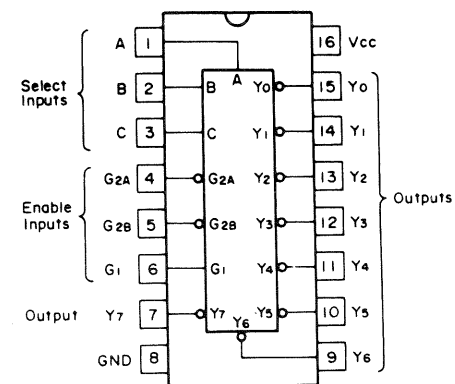 A 1 16 Vcc
A
Select Inputs B 2 B Y0 15 Y0
C 3 C Y1 14 Y1
G2A 4 G2A Y2 13 Y2
Enable Inputs G2B 5 G2B Y3 12 Y3 Outputs
G1 6 G1 Y4 11 Y4
Output Y7 7 Y7 Y5 10 Y5
Y6
GND 8 9 Y6